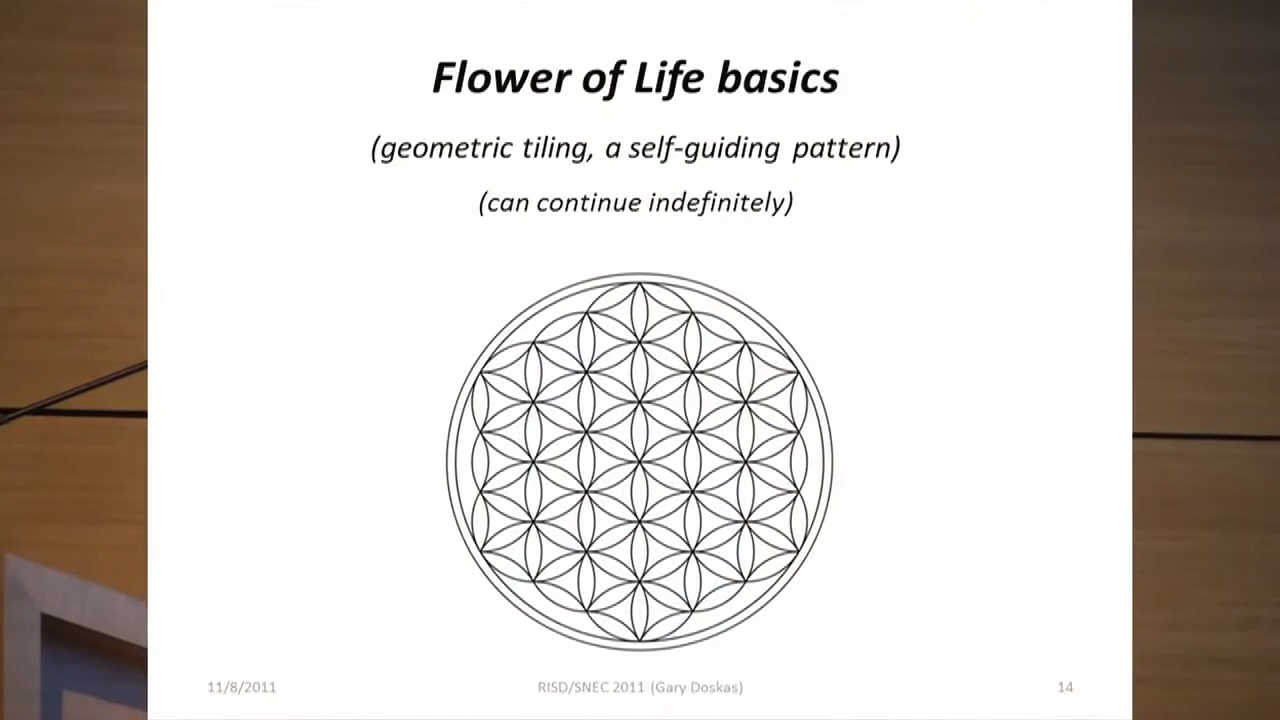 Flower of Life basics
(geometric tiling, a self-guiding pattern)
(can continue indefinitely)
11/8/2011 RISD/SNEC 2011 (Gary Doskas) 14